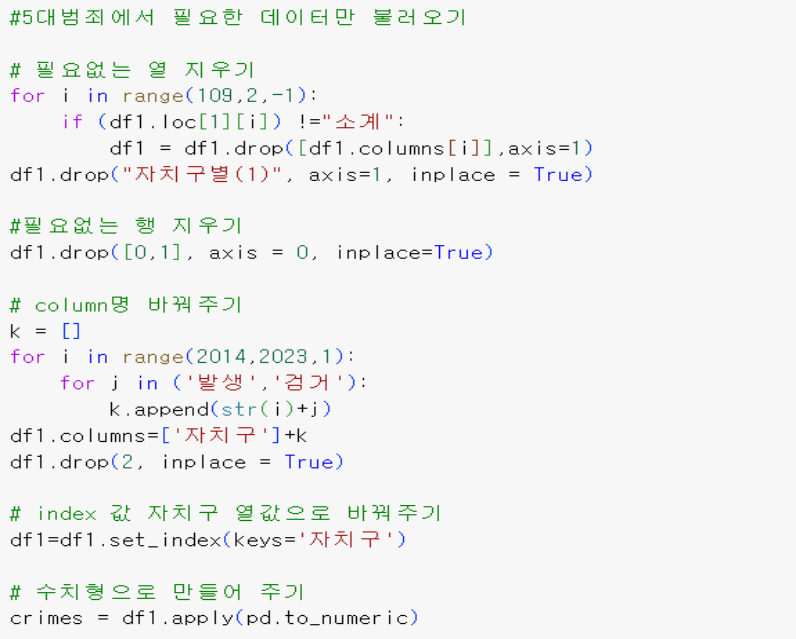 #5대범죄에서 필요한 데이터만 불러오기
# 필요없는 열 지우기
for i in range(109,2,-1):
    if (df1.loc[1][i]) !="소계":
        df1 = df1.drop([df1.columns[i]],axis=1)
df1.drop("자치구별(1)", axis=1, inplace = True)
#필요없는 행 지우기
df1.drop([0,1], axis = 0, inplace=True)
# column명 바꿔주기
k = []
for i in range(2014,2023,1):
    for j in ('발생','검거'):
        k.append(str(i)+j)
df1.columns=['자치구']+k
df1.drop(2, inplace = True)
# index 값 자치구 열값으로 바꿔주기
df1=df1.set_index(keys='자치구')
# 수치형으로 만들어 주기
crimes = df1.apply(pd.to_numeric)